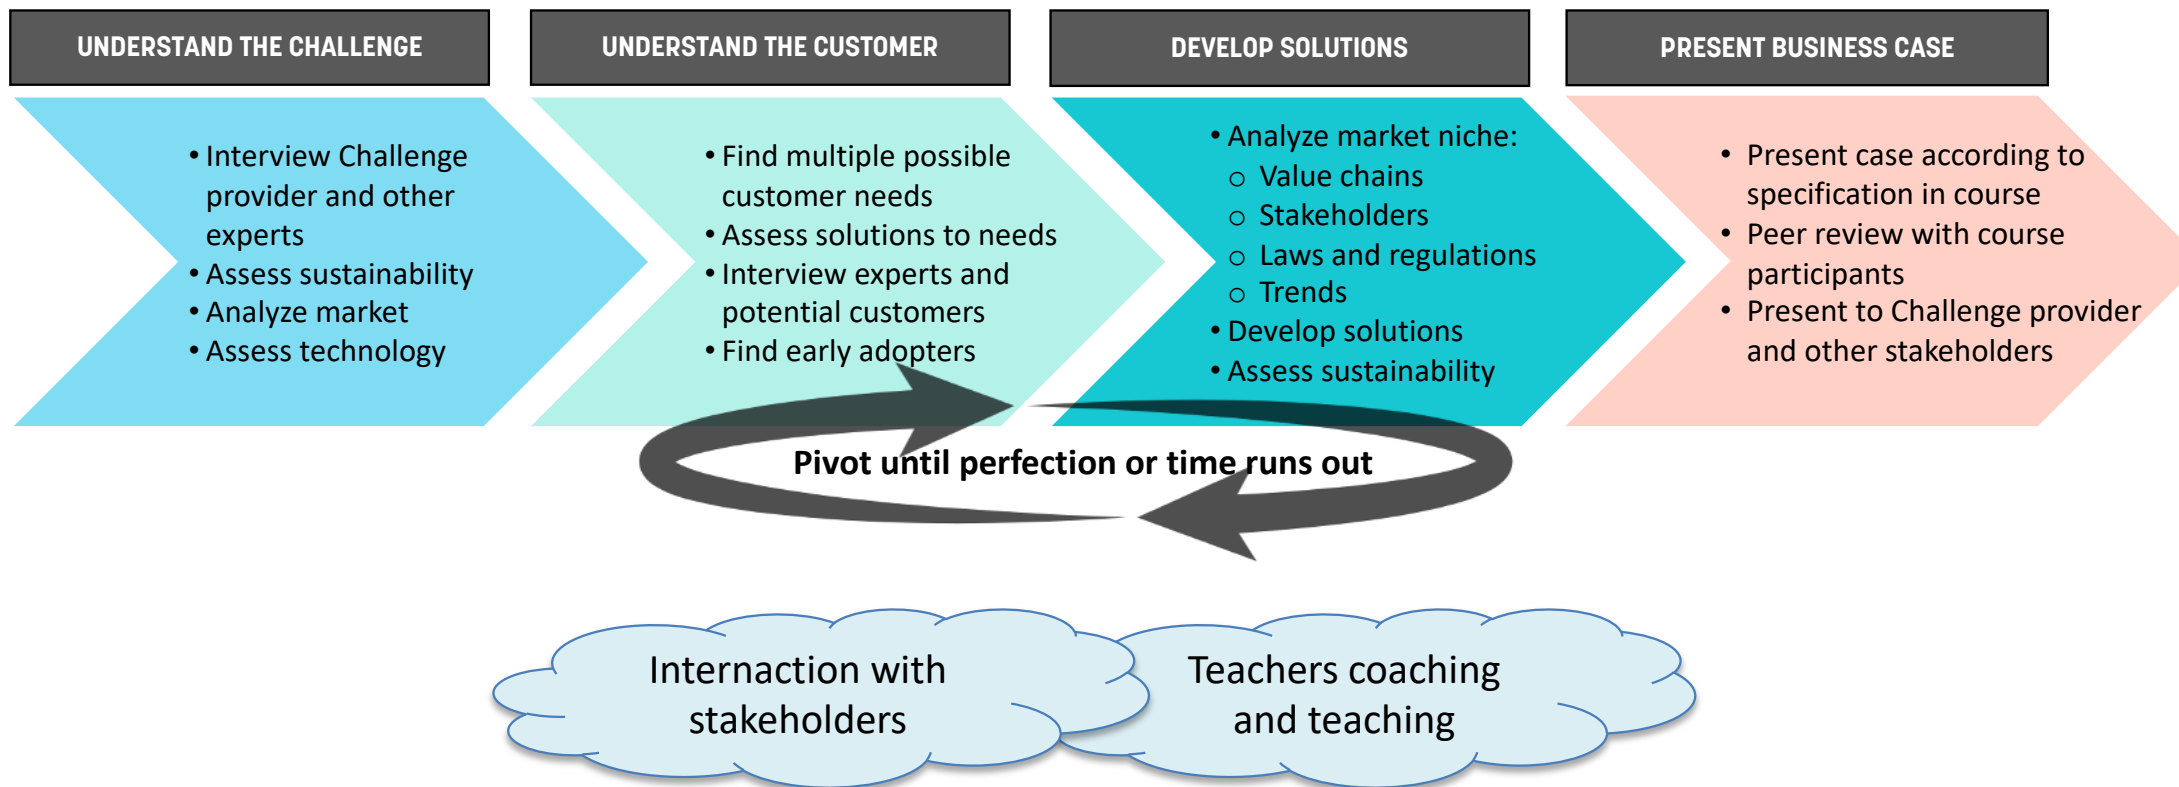 UNDERSTAND THE CHALLENGE
• Interview Challenge
provider and other
experts
• Assess sustainability
• Analyze market
• Assess technology
UNDERSTAND THE CUSTOMER
• Find multiple possible
customer needs
• Assess solutions to needs
• Interview experts and
potential customers
• Find early adopters
DEVELOP SOLUTIONS
• Analyze market niche:
o Value chains
o Stakeholders
o Laws and regulations
o Trends
• Develop solutions
• Assess sustainability
PRESENT BUSINESS CASE
• Present case according to
specification in course
• Peer review with course
participants
• Present to Challenge provider
and other stakeholders
Pivot until perfection or time runs out
Internaction with
stakeholders
Teachers coaching
and teaching